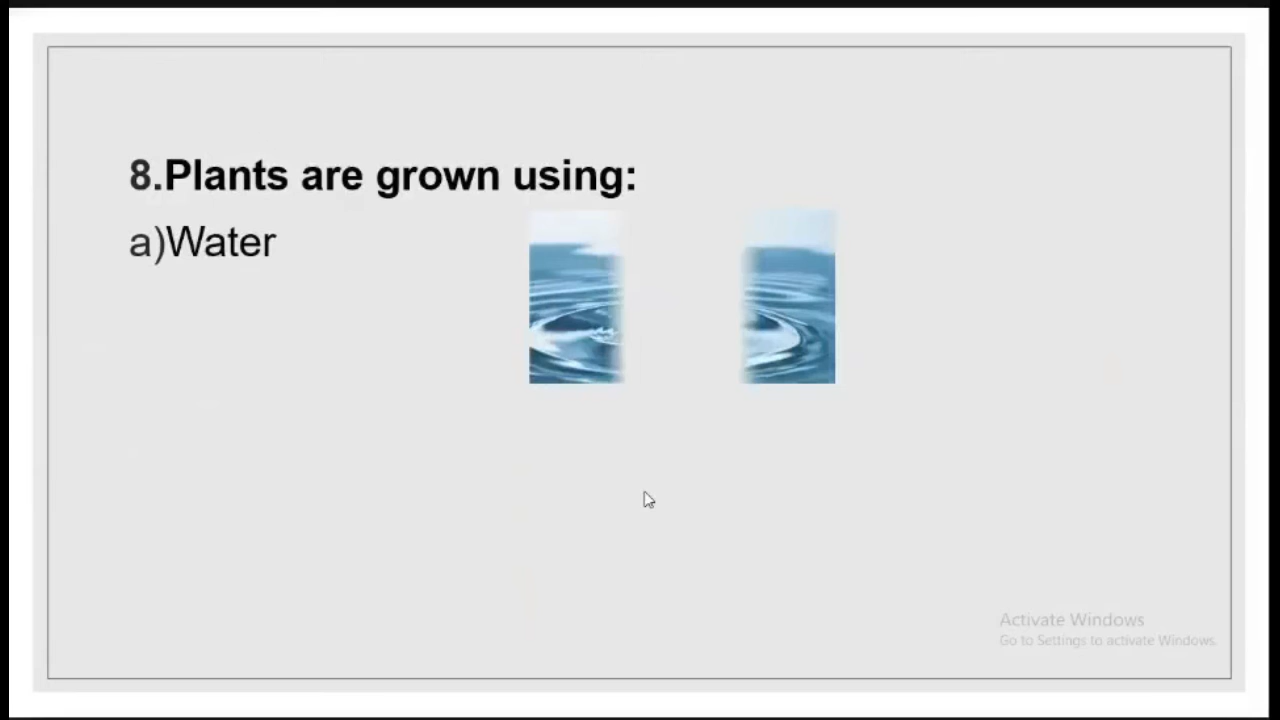 8.Plants are grown using:
a)Water
Activate Windows
Go to Settings to activate Windows.